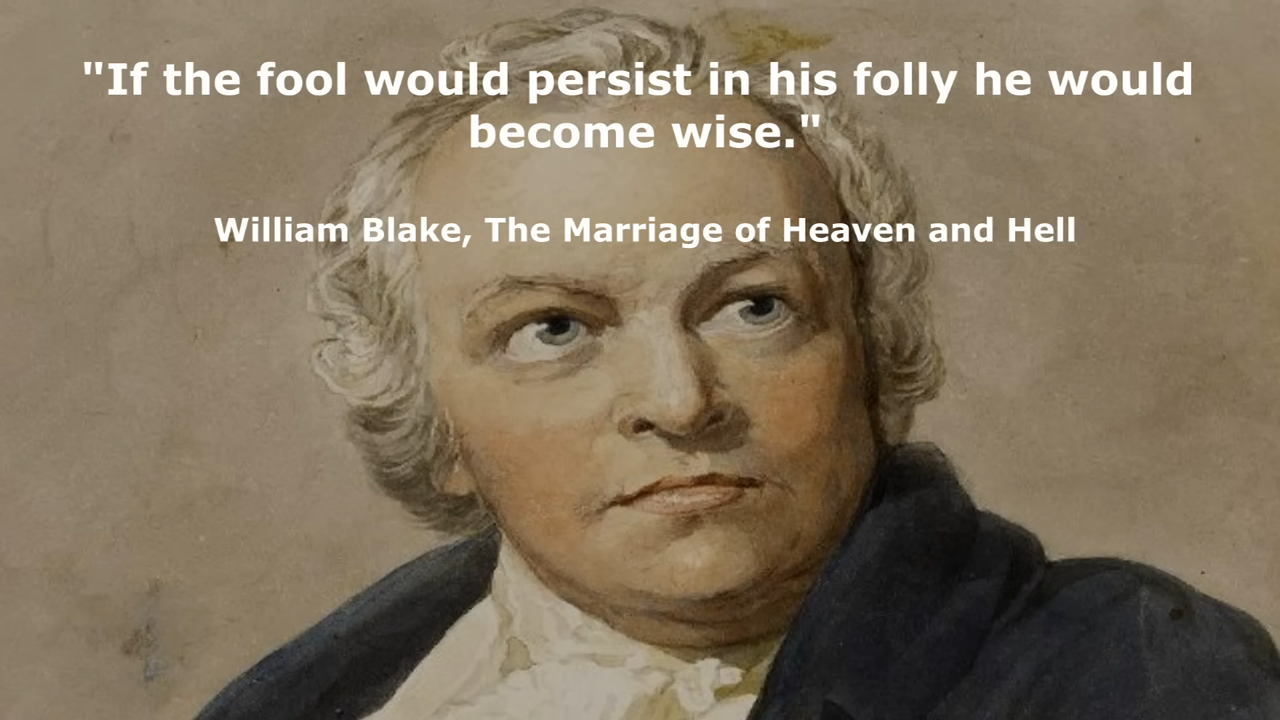 "If the fool would persist in his folly he would
become wise."
William Blake, The Marriage of Heaven and Hell